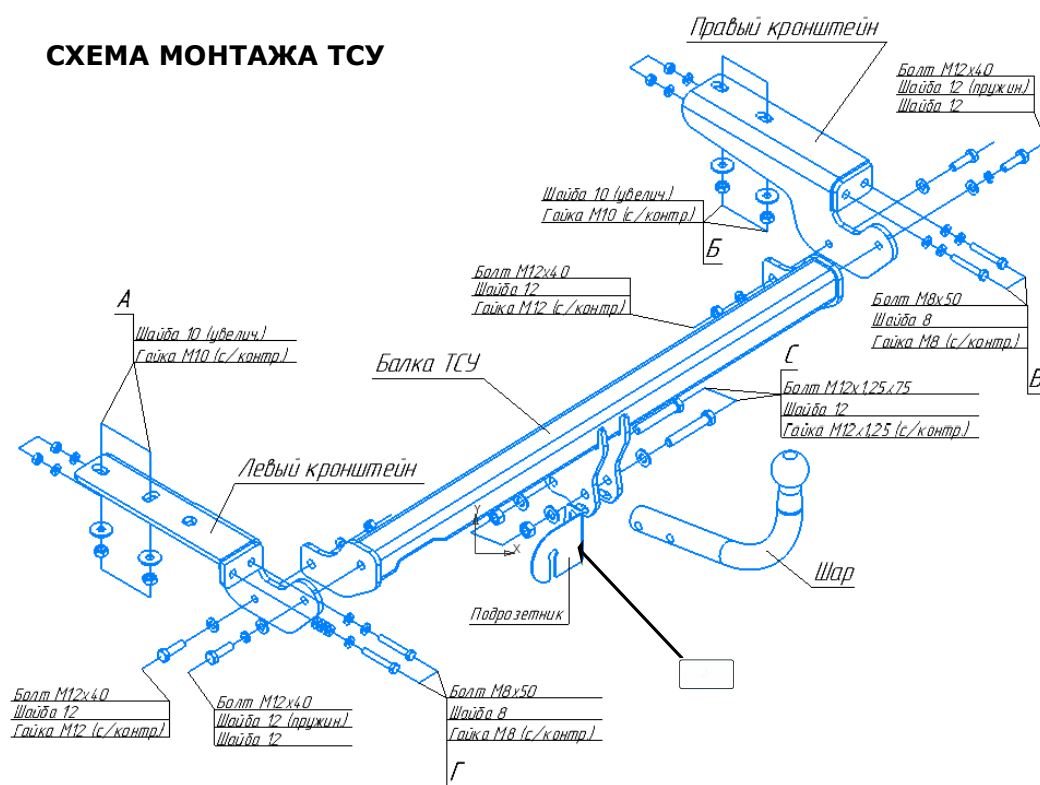 СХЕМА МОНТАЖА ТСУ
Правый кронштейн
Болт М12х40
Шайба 12 (пружин.)
Шайба 12
Шайба 10 (увелич.)
Гайка М10 (с/контр.)
Б
Болт М12х40
Шайба 12
Гайка М12 (с/контр.)
А
Шайба 10 (увелич.)
Гайка М10 (с/контр.)
Болт М8х50
Шайба 8
Гайка М8 (с/контр.)
В
Балка ТСУ
С
Болт М12х1,25х75
Шайба 12
Гайка М12х1,25 (с/контр.)
Левый кронштейн
Y
X
Шар
Подрозетник
Болт М12х40
Шайба 12
Гайка М12 (с/контр.)
Болт М12х40
Шайба 12 (пружин.)
Шайба 12
Болт М8х50
Шайба 8
Гайка М8 (с/контр.)
Г